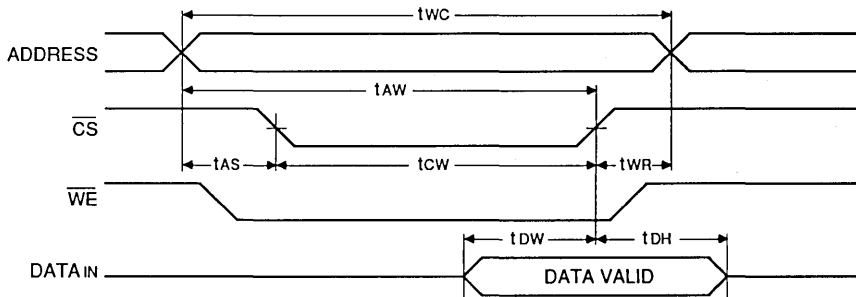 tWC
ADDRESS
tAW
CS
tAS
tCW
tWR
WE
tDW
tDH
DATA IN
DATA VALID